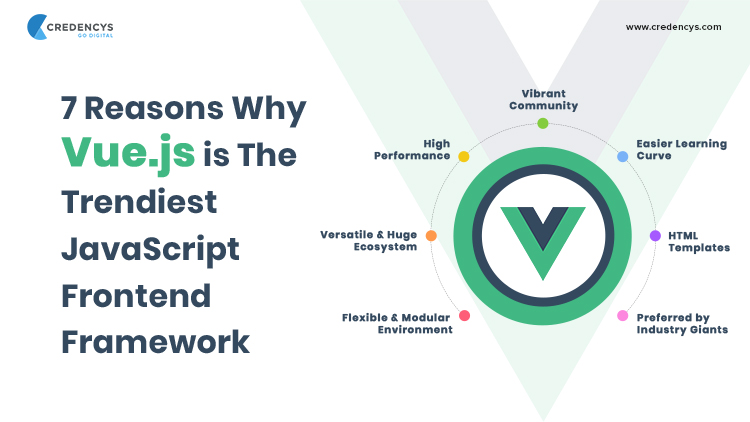 CREDENCYS
GO DIGITAL
www.credencys.com
7 Reasons Why
Vue.js is The
Trendiest
JavaScript
Frontend
Framework
Vibrant
Community
High
Performance
Easier Learning
Curve
Versatile & Huge
Ecosystem
HTML
Templates
Flexible & Modular
Environment
Preferred by
Industry Giants